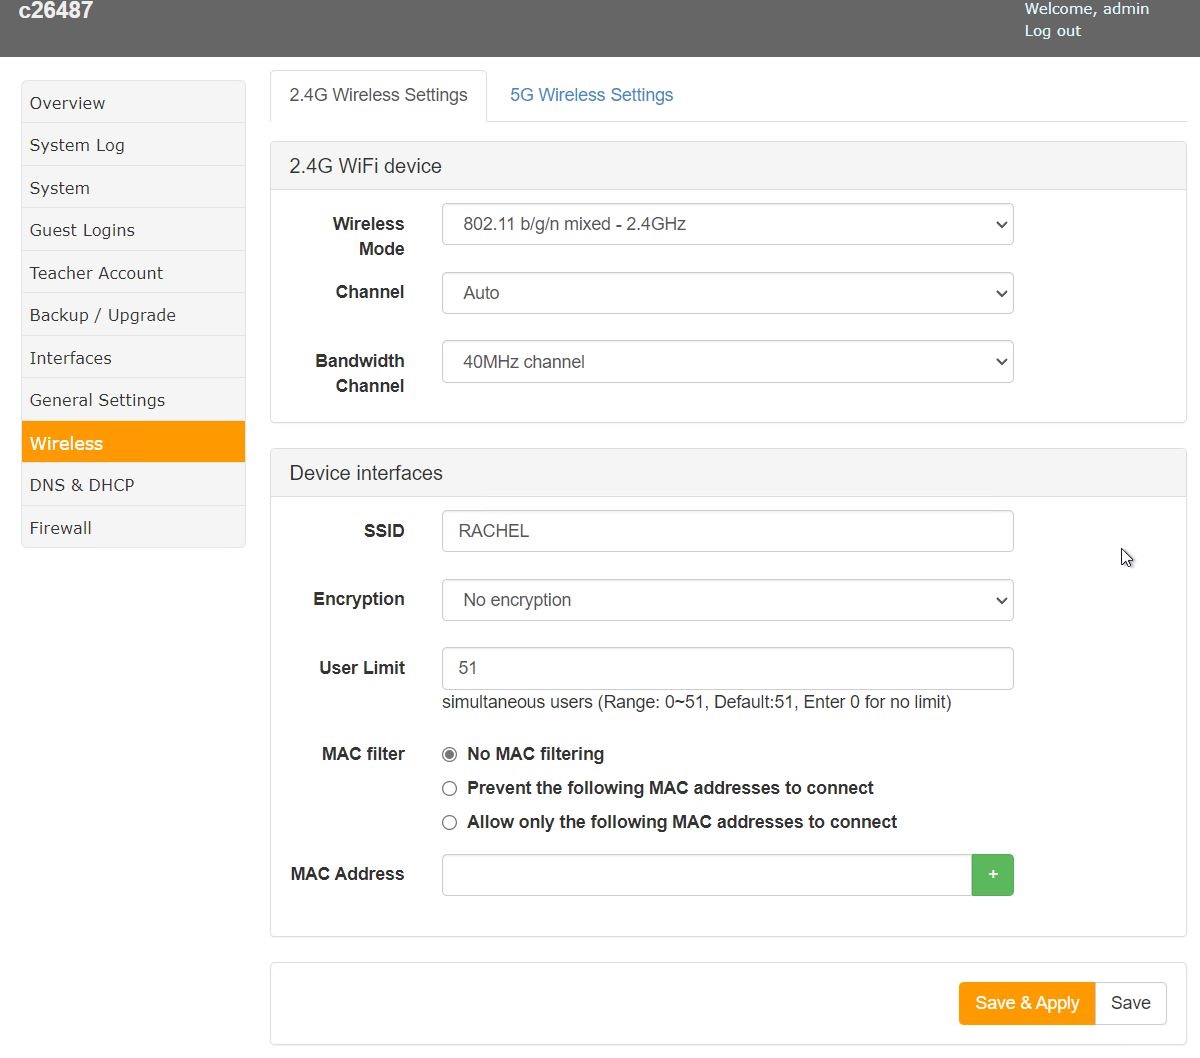 c26487
Welcome, admin
Log out
Overview
System Log
System
Guest Logins
Teacher Account
Backup / Upgrade
Interfaces
General Settings
Wireless
DNS & DHCP
Firewall
2.4G Wireless Settings
5G Wireless Settings
2.4G WiFi device
Wireless
Mode
802.11 b/g/n mixed - 2.4GHz
Channel
Auto
Bandwidth
Channel
40MHz channel
Device interfaces
SSID
RACHEL
Encryption
No encryption
User Limit
51
simultaneous users (Range: 0~51, Default:51, Enter 0 for no limit)
MAC filter
No MAC filtering
Prevent the following MAC addresses to connect
Allow only the following MAC addresses to connect
MAC Address
+
Save & Apply
Save